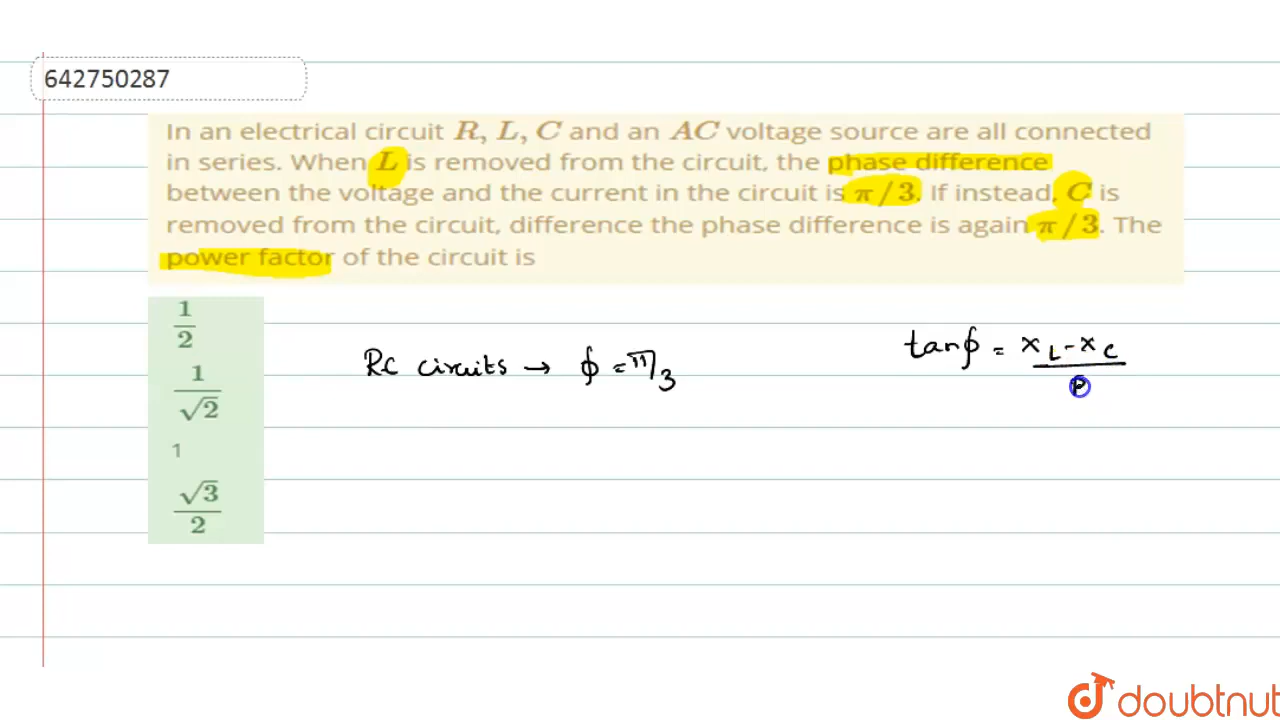 642750287
In an electrical circuit R, L, C and an AC voltage source are all connected
in series. When L is removed from the circuit, the phase difference
between the voltage and the current in the circuit is π/3. If instead, C is
removed from the circuit, difference the phase difference is again π/3. The
power factor of the circuit is
1/2
1/√2
1
√3/2
RC circuits → φ = π/3
tanφ = X_L - X_C / R
doubtnut